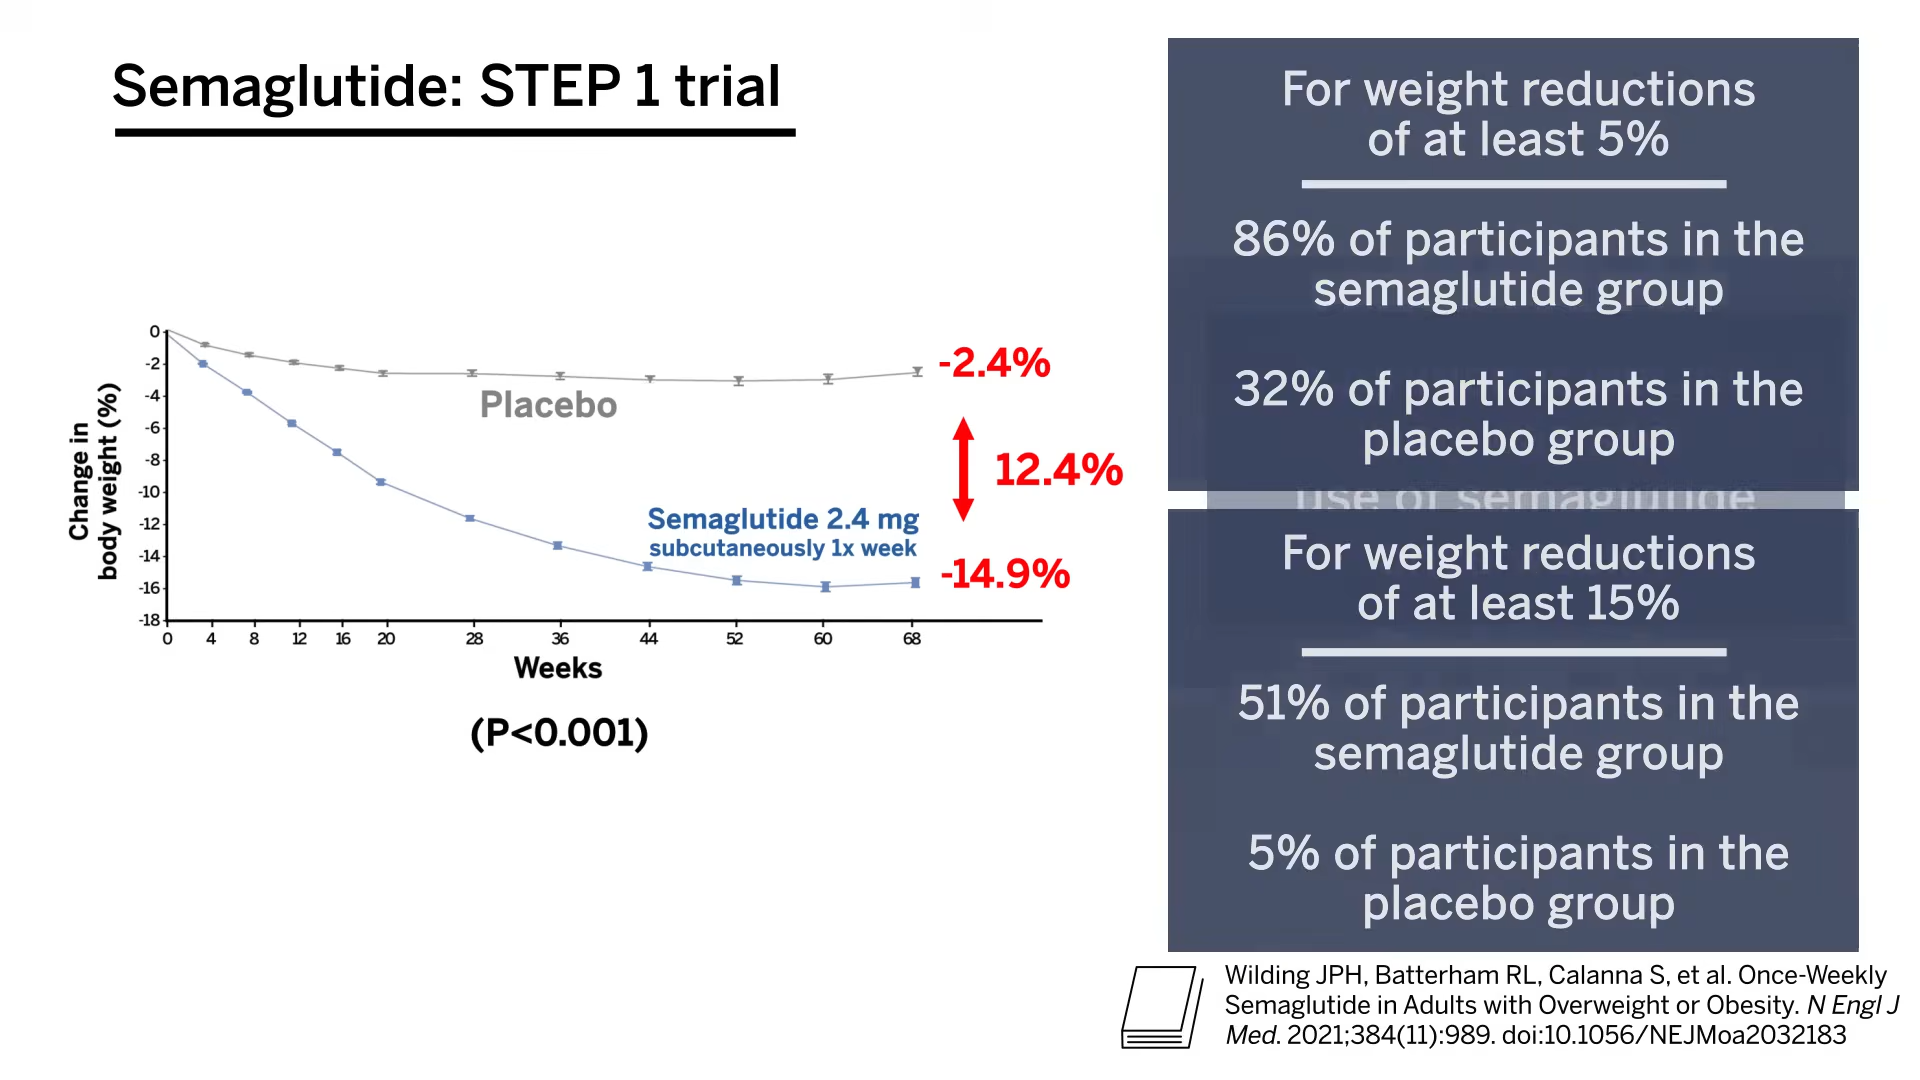 Semaglutide: STEP 1 trial
0
-2
-4
-6
-8
-10
-12
-14
-16
-18
Change in
body weight (%)
Placebo
Semaglutide 2.4 mg
subcutaneously 1x week
-2.4%
12.4%
-14.9%
0 4 8 12 16 20 28 36 44 52 60 68
Weeks
(P<0.001)
For weight reductions
of at least 5%
86% of participants in the
semaglutide group
32% of participants in the
placebo group
use of semaglutide
For weight reductions
of at least 15%
51% of participants in the
semaglutide group
5% of participants in the
placebo group
Wilding JPH, Batterham RL, Calanna S, et al. Once-Weekly
Semaglutide in Adults with Overweight or Obesity. N Engl J
Med. 2021;384(11):989. doi:10.1056/NEJMoa2032183